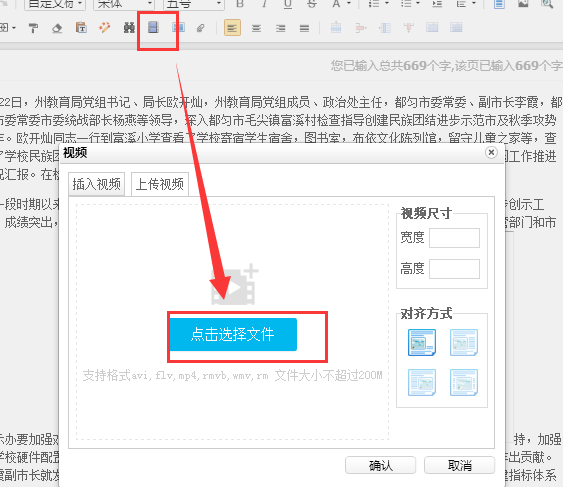 自定义标 宋体 五号 B I U S A
您已输入总共669个字,该页已输入669个字
22日，州教育局党组书记、局长欧开灿，州教育局党组成员、政治处主任，都匀市委常委、副市长李霞，都
市委常委市委统战部长杨燕等领导，深入都匀市毛尖镇富溪村检查指导创建民族团结进步示范市及秋季攻势
。欧开灿同志一行到富溪小学查看了学校寄宿学生宿舍，图书室，布依文化陈列馆，留守儿童之家等，查
了学校民族团
工作推进
况汇报。在
视频
插入视频 上传视频
一段时期以来
创示工
成绩突出，
营部门和市
视频尺寸
宽度
高度
点击选择文件
支持格式avi,flv,mp4,rmvb,wmv,rm 文件大小不超过200M
对齐方式
示办要加强对
持，加强
学校硬件配置
出贡献。
霞副市长就发
指标体系
确认 取消